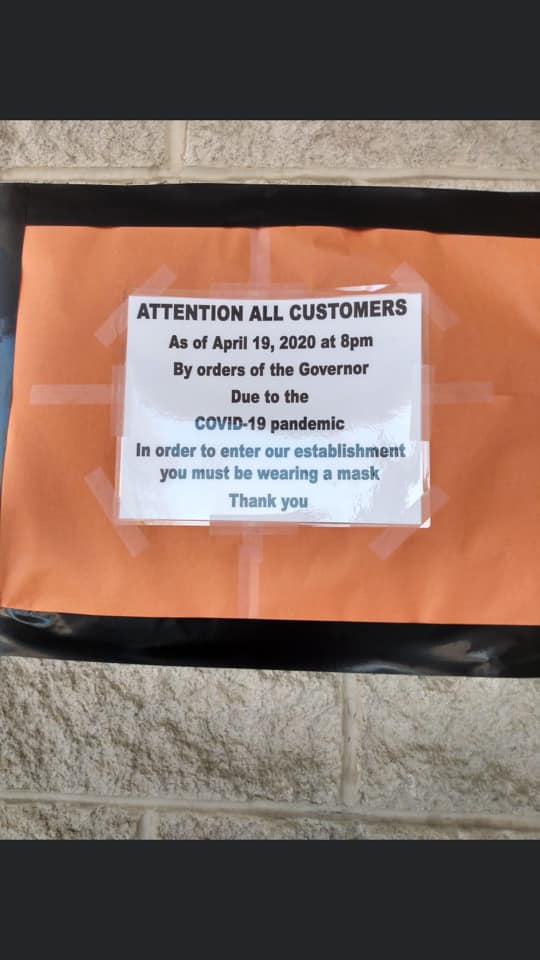 ATTENTION ALL CUSTOMERS
As of April 19, 2020 at 8pm
By orders of the Governor
Due to the
COVID-19 pandemic
In order to enter our establishment
you must be wearing a mask
Thank you